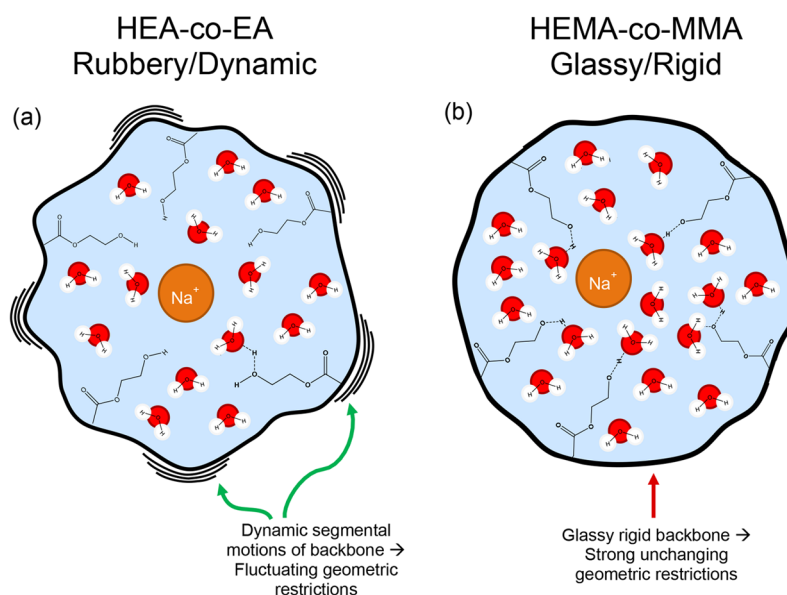 HEA-co-EA
Rubbery/Dynamic
HEMA-co-MMA
Glassy/Rigid
(a)
(b)
Na+
Na+
Dynamic segmental
motions of backbone →
Fluctuating geometric
restrictions
Glassy rigid backbone →
Strong unchanging
geometric restrictions